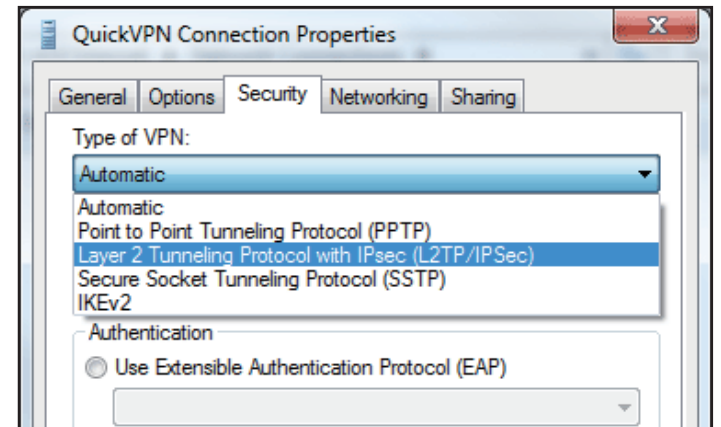 QuickVPN Connection Properties
General Options Security Networking Sharing
Type of VPN:
Automatic
Automatic
Point to Point Tunneling Protocol (PPTP)
Layer 2 Tunneling Protocol with IPsec (L2TP/IPSec)
Secure Socket Tunneling Protocol (SSTP)
IKEv2
Authentication
Use Extensible Authentication Protocol (EAP)